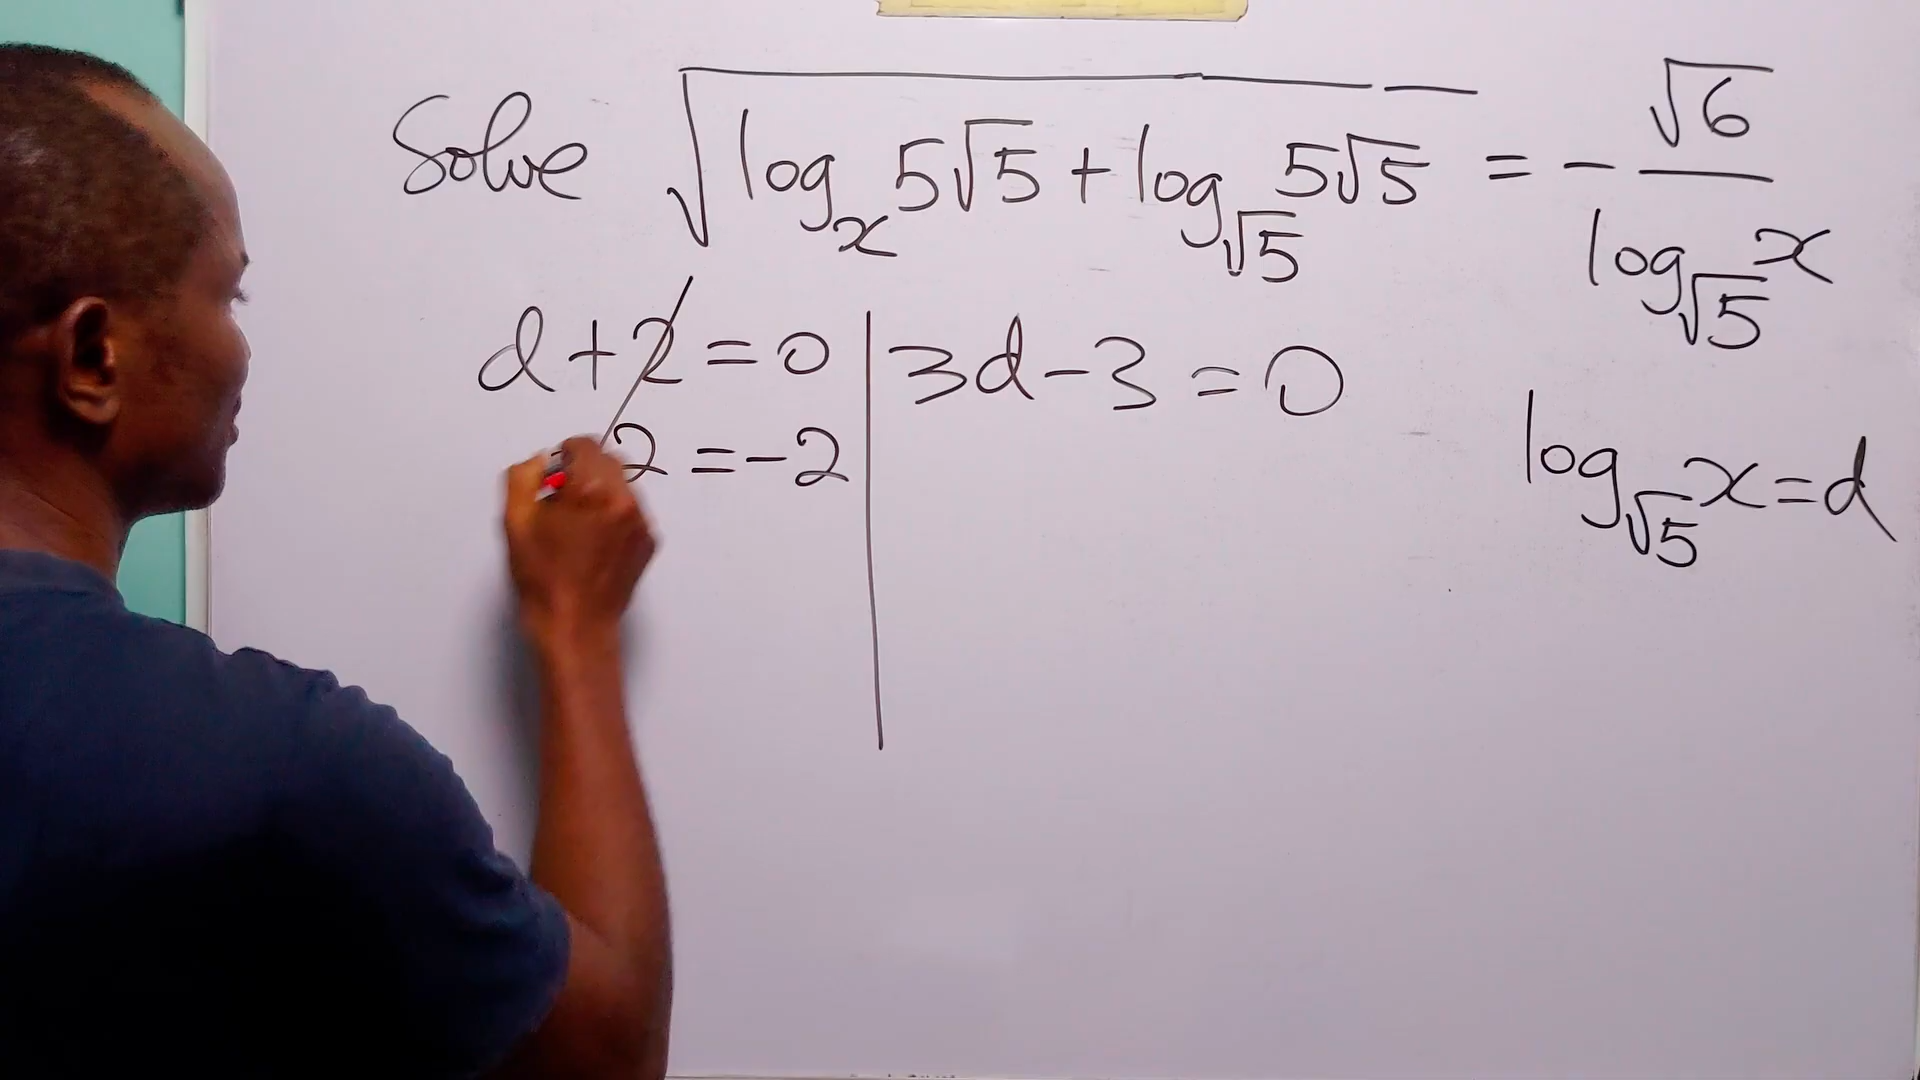 Solve √(log_x 5√5 + log_√5 5√5) = - √6 / log_√5 x
d + 2 = 0 | 3d - 3 = 0
2 = -2
log_√5 x = d